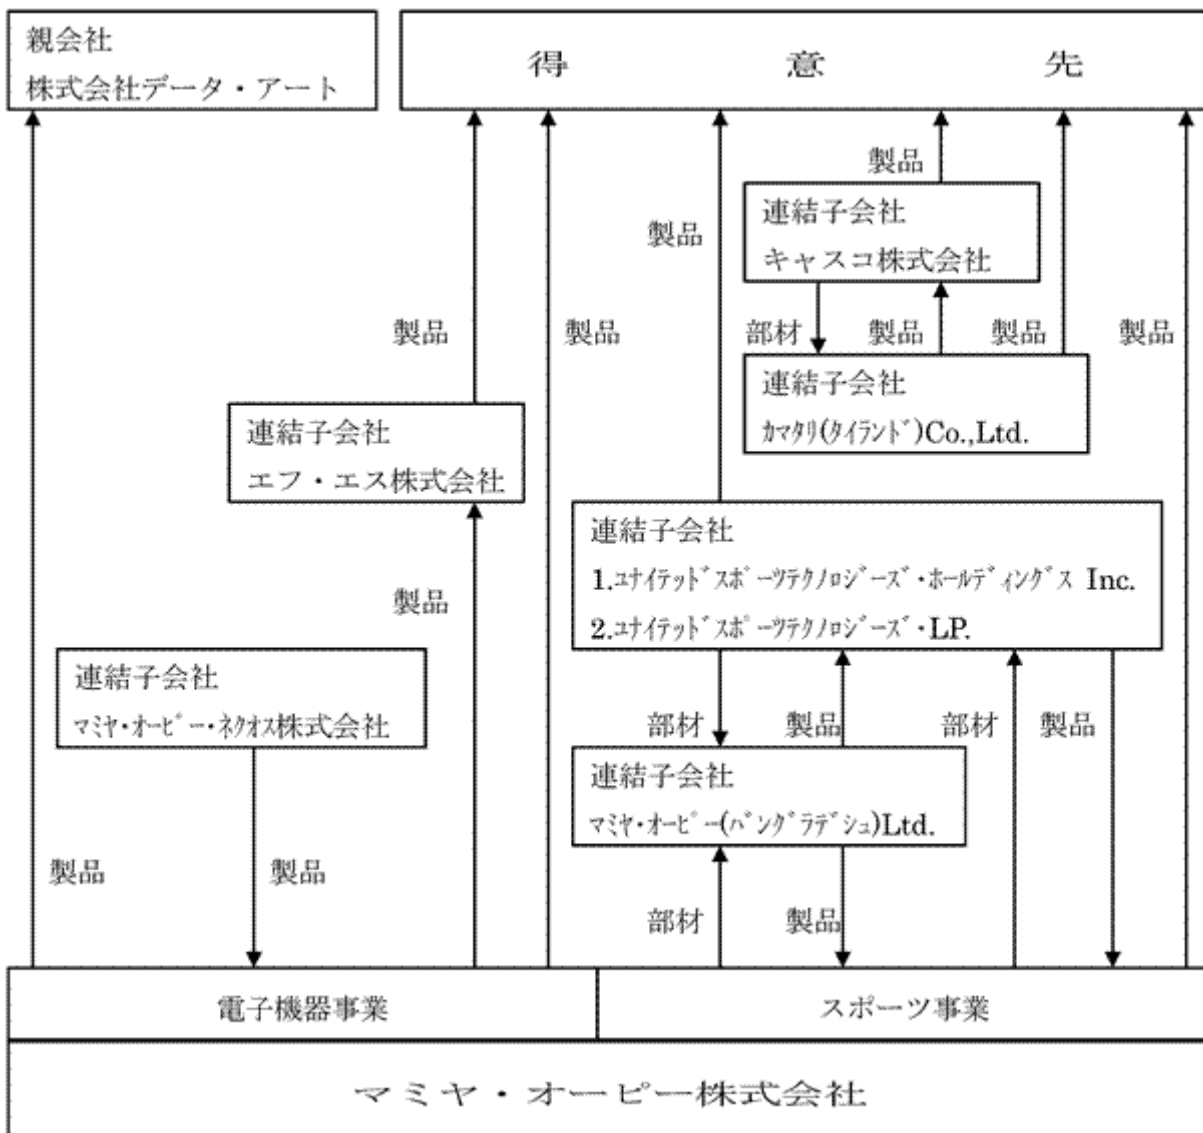 親会社
株式会社データ・アート
得意先
製品
連結子会社
キャスコ株式会社
製品
製品
製品
部材
製品
製品
製品
連結子会社
ｶﾏﾀﾘ(ﾀｲﾗﾝﾄﾞ)Co.,Ltd.
連結子会社
エフ・エス株式会社
連結子会社
1.ﾕﾅｲﾃｯﾄﾞｽﾎﾟｰﾂﾃｸﾉﾛｼﾞｰｽﾞ・ﾎｰﾙﾃﾞｨﾝｸﾞｽ Inc.
2.ﾕﾅｲﾃｯﾄﾞｽﾎﾟｰﾂﾃｸﾉﾛｼﾞｰｽﾞ・LP.
製品
連結子会社
ﾏﾐﾔ・ｵｰﾋﾟｰ・ﾈｸｵｽ株式会社
部材
製品
部材
製品
連結子会社
ﾏﾐﾔ・ｵｰﾋﾟｰ(ﾊﾞﾝｸﾞﾗﾃﾞｼｭ)Ltd.
製品
製品
部材
製品
電子機器事業
スポーツ事業
マミヤ・オーピー株式会社